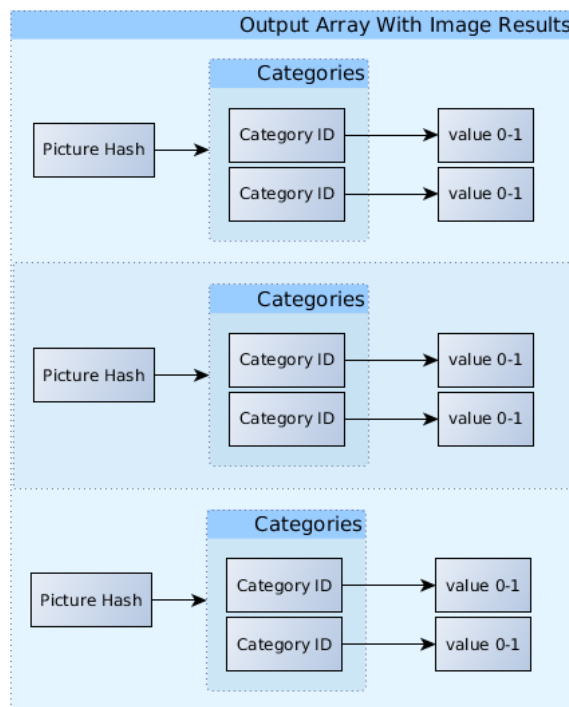 Output Array With Image Results
Categories
Picture Hash
Category ID
value 0-1
Category ID
value 0-1
Categories
Picture Hash
Category ID
value 0-1
Category ID
value 0-1
Categories
Picture Hash
Category ID
value 0-1
Category ID
value 0-1